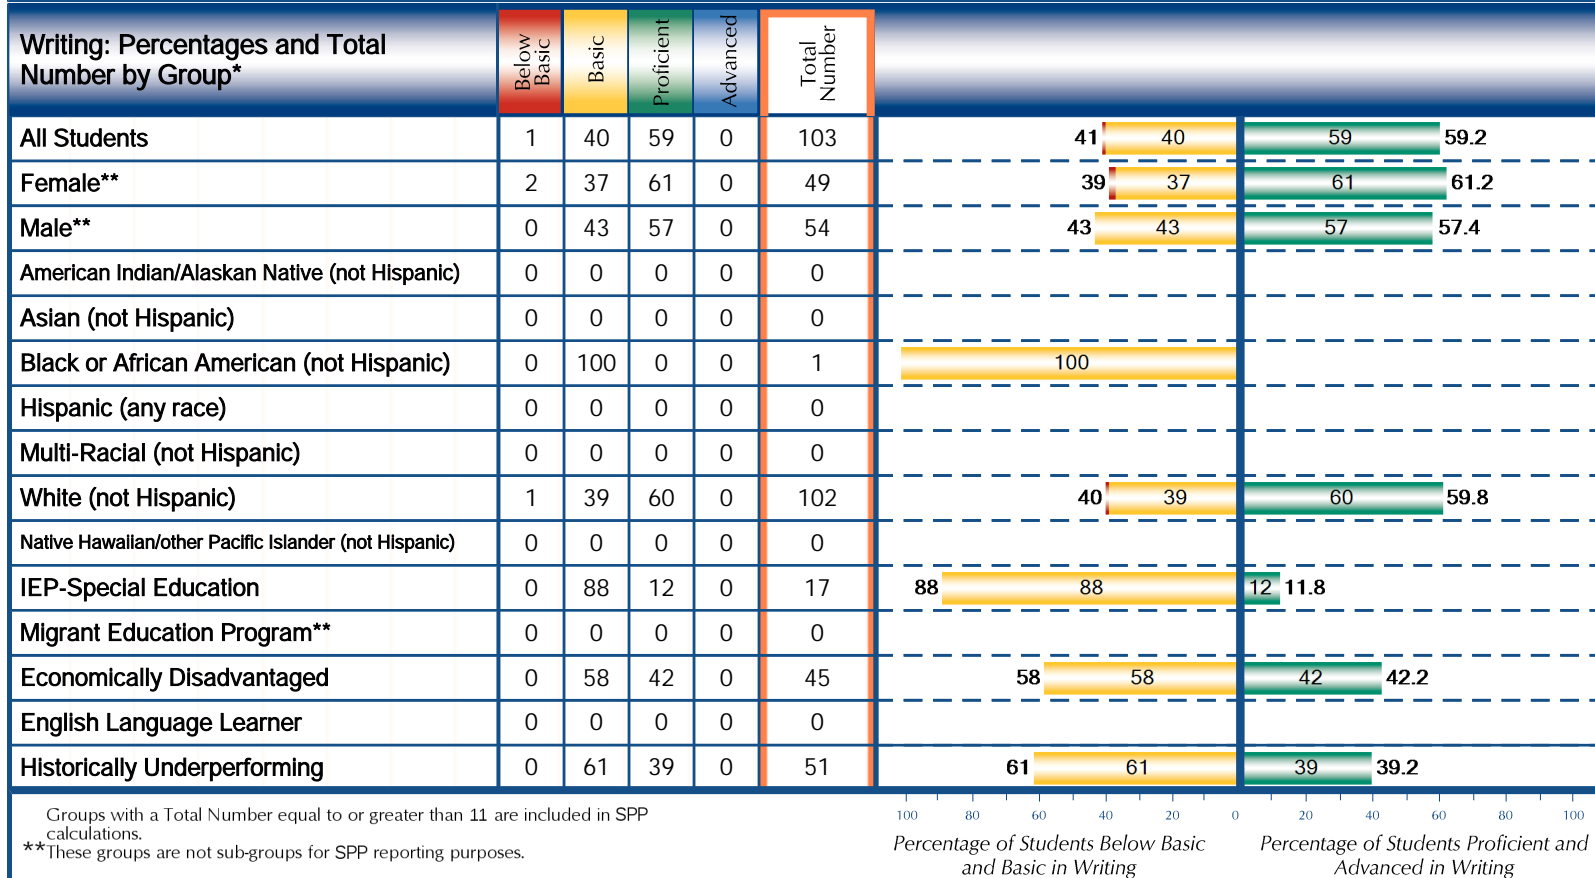 Writing: Percentages and Total
Number by Group*
Below
Basic
Basic
Proficient
Advanced
Total
Number
All Students 1 40 59 0 103 41 40 59 59.2
Female** 2 37 61 0 49 39 37 61 61.2
Male** 0 43 57 0 54 43 43 57 57.4
American Indian/Alaskan Native (not Hispanic) 0 0 0 0 0
Asian (not Hispanic) 0 0 0 0 0
Black or African American (not Hispanic) 0 100 0 0 1 100
Hispanic (any race) 0 0 0 0 0
Multi-Racial (not Hispanic) 0 0 0 0 0
White (not Hispanic) 1 39 60 0 102 40 39 60 59.8
Native Hawaiian/other Pacific Islander (not Hispanic) 0 0 0 0 0
IEP-Special Education 0 88 12 0 17 88 88 12 11.8
Migrant Education Program** 0 0 0 0 0
Economically Disadvantaged 0 58 42 0 45 58 58 42 42.2
English Language Learner 0 0 0 0 0
Historically Underperforming 0 61 39 0 51 61 61 39 39.2
Groups with a Total Number equal to or greater than 11 are included in SPP
calculations.
**These groups are not sub-groups for SPP reporting purposes.
100 80 60 40 20 0 20 40 60 80 100
Percentage of Students Below Basic
and Basic in Writing
Percentage of Students Proficient and
Advanced in Writing